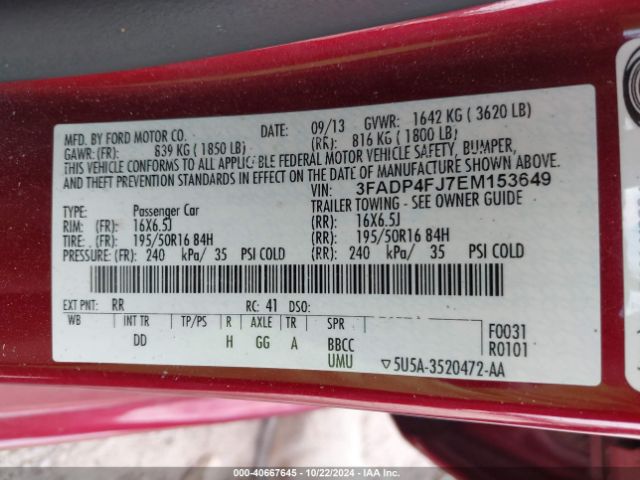 MFD. BY FORD MOTOR CO. DATE: 09/13 GVWR: 1642 KG ( 3620 LB)
GAWR: (FR): 839 KG ( 1850 LB) (RR): 816 KG ( 1800 LB)
THIS VEHICLE CONFORMS TO ALL APPLICABLE FEDERAL MOTOR VEHICLE SAFETY, BUMPER,
THEFT PREVENTION STANDARDS IN EFFECT ON THE DATE OF MANUFACTURE SHOWN ABOVE.
VIN: 3FADP4FJ7EM153649
TYPE: Passenger Car TRAILER TOWING - SEE OWNER GUIDE
RIM: (FR): 16X6.5J (RR): 16X6.5J
TIRE: (FR): 195/50R16 84H (RR): 195/50R16 84H
PRESSURE: (FR): 240 kPa/ 35 PSI COLD (RR): 240 kPa/ 35 PSI COLD
EXT PNT: RR RC: 41 DSO:
WB INT TR TP/PS R AXLE TR SPR
DD H GG A BBCC
UMU
F0031
R0101
▽5U5A-3520472-AA
000-40667645 | 10/22/2024 | IAA Inc.